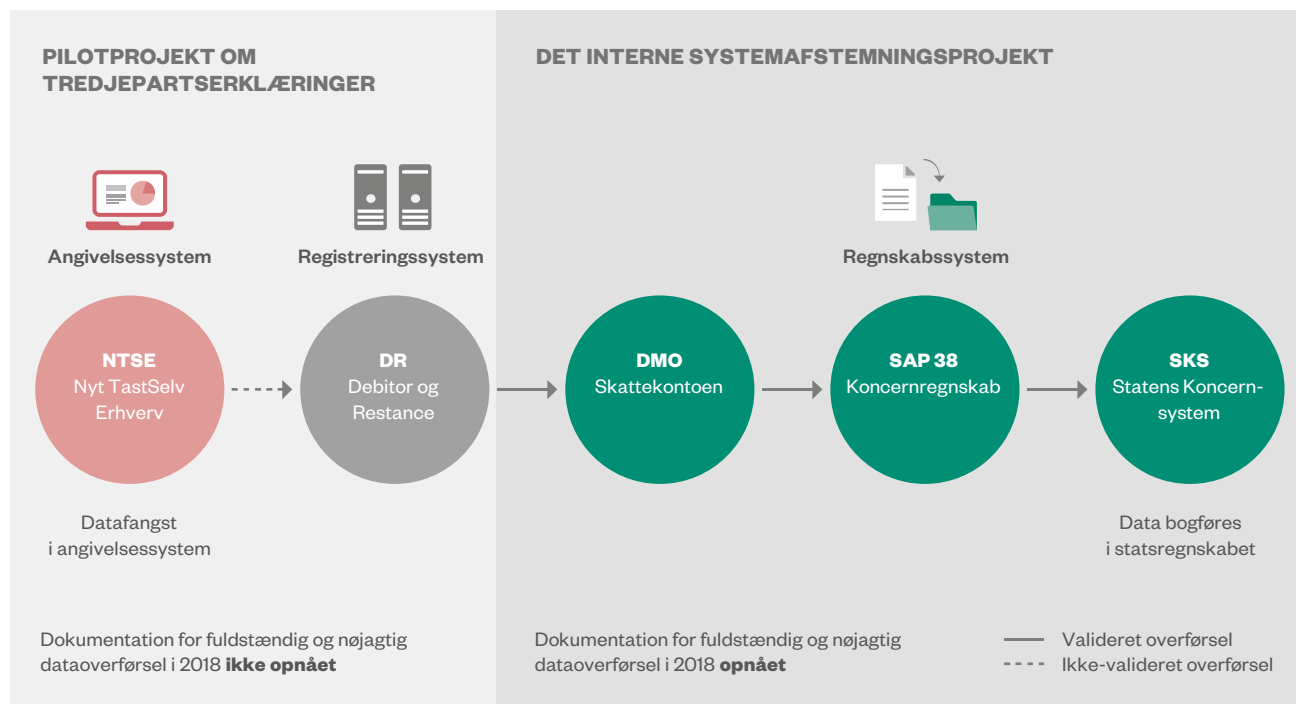 PILOTPROJEKT OM
TREDJEPARTSERKLÆRINGER
DET INTERNE SYSTEMAFSTEMNINGSPROJEKT
Angivelsessystem
Registreringssystem
Regnskabssystem
NTSE
Nyt TastSelv
Erhverv
DR
Debitor og
Restance
DMO
Skattekontoen
SAP 38
Koncernregnskab
SKS
Statens Koncern-
system
Datafangst
i angivelsessystem
Data bogføres
i statsregnskabet
Dokumentation for fuldstændig og nøjagtig
dataoverførsel i 2018 ikke opnået
Dokumentation for fuldstændig og nøjagtig
dataoverførsel i 2018 opnået
Valideret overførsel
Ikke-valideret overførsel